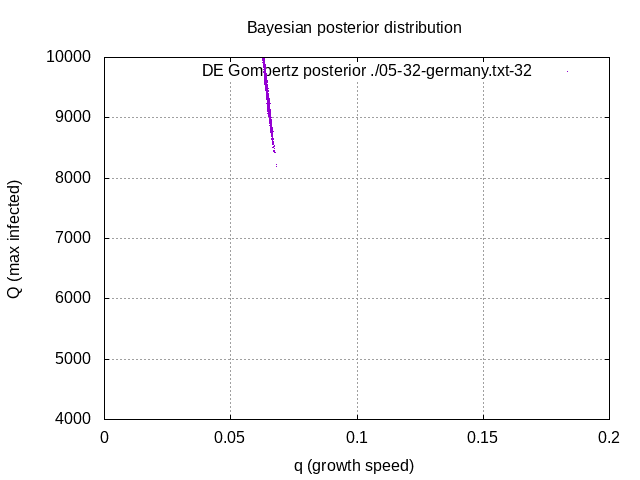 Bayesian posterior distribution
10000
DE Gompertz posterior ./05-32-germany.txt-32
9000
8000
7000
6000
5000
4000
Q (max infected)
0 0.05 0.1 0.15 0.2
q (growth speed)